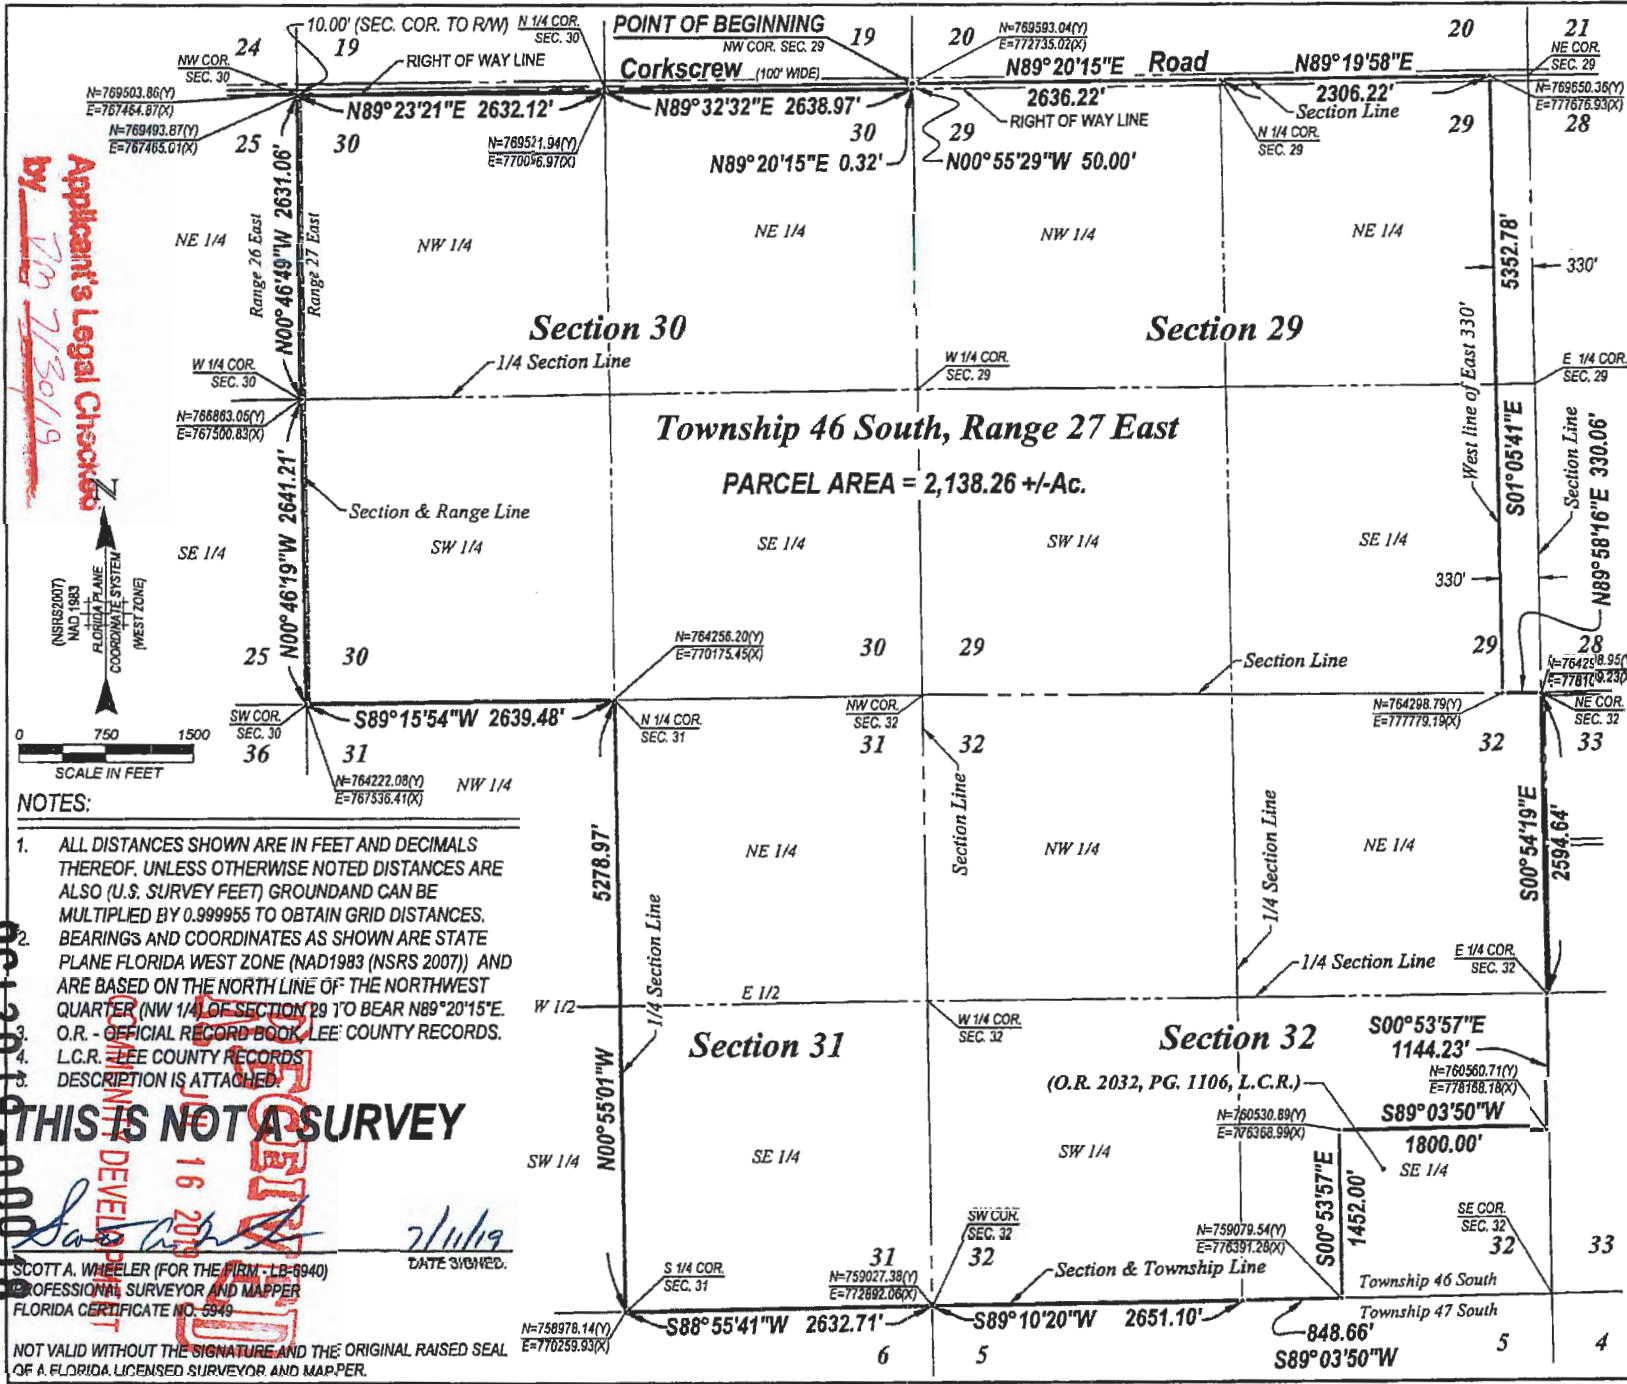 10.00' (SEC. COR. TO R/W)
N 1/4 COR.
SEC. 30
POINT OF BEGINNING
NW COR. SEC. 29
24
19
19
20
20
21
N=769593.04(Y)
E=772735.02(X)
NW COR.
SEC. 30
RIGHT OF WAY LINE
Corkscrew (100' WIDE)
N89°20'15"E
Road
N89°19'58"E
NE COR.
SEC. 29
N=769503.86(Y)
E=767464.87(X)
N89°23'21"E 2632.12'
N89°32'32"E 2638.97'
2636.22'
2306.22'
Section Line
N=769650.36(Y)
E=777676.93(X)
N=769493.87(Y)
E=767465.01(X)
25
30
N=769521.94(Y)
E=770096.97(X)
30
29
RIGHT OF WAY LINE
N 1/4 COR.
SEC. 29
29
28
N89°20'15"E 0.32'
N00°55'29"W 50.00'
Applicant's Legal Checked
by
7/30/19
N00°46'49"W 2631.06'
Range 26 East
Range 27 East
NE 1/4
NW 1/4
NE 1/4
NW 1/4
NE 1/4
5352.78'
330'
Section 30
Section 29
1/4 Section Line
W 1/4 COR.
SEC. 30
W 1/4 COR.
SEC. 29
E 1/4 COR.
SEC. 29
N=766863.05(Y)
E=767500.83(X)
Township 46 South, Range 27 East
PARCEL AREA = 2,138.26 +/-Ac.
West line of East 330'
S01°05'41"E
Section Line
N89°58'16"E 330.06'
N00°46'19"W 2641.21'
Section & Range Line
SE 1/4
SW 1/4
SE 1/4
SW 1/4
SE 1/4
330'
N
(NSRS2007)
NAD 1983
FLORIDA PLANE
COORDINATE SYSTEM
(WEST ZONE)
25
30
N=764256.20(Y)
E=770175.45(X)
30
29
Section Line
29
28
S89°15'54"W 2639.48'
SW COR.
SEC. 30
N 1/4 COR.
SEC. 31
NW COR.
SEC. 32
N=764298.79(Y)
E=777779.19(X)
NE COR.
SEC. 32
36
31
31
32
32
33
0 750 1500
SCALE IN FEET
N=764222.08(Y)
E=767536.41(X)
NW 1/4
NOTES:
1. ALL DISTANCES SHOWN ARE IN FEET AND DECIMALS
THEREOF. UNLESS OTHERWISE NOTED DISTANCES ARE
ALSO (U.S. SURVEY FEET) GROUNDAND CAN BE
MULTIPLIED BY 0.999955 TO OBTAIN GRID DISTANCES.
2. BEARINGS AND COORDINATES AS SHOWN ARE STATE
PLANE FLORIDA WEST ZONE (NAD1983 (NSRS 2007)) AND
ARE BASED ON THE NORTH LINE OF THE NORTHWEST
QUARTER (NW 1/4) OF SECTION 29 TO BEAR N89°20'15"E.
3. O.R. - OFFICIAL RECORD BOOK, LEE COUNTY RECORDS.
4. L.C.R. - LEE COUNTY RECORDS
5. DESCRIPTION IS ATTACHED.
5278.97'
1/4 Section Line
N00°55'01"W
NE 1/4
Section Line
NW 1/4
1/4 Section Line
NE 1/4
S00°54'19"E
2594.64'
1/4 Section Line
E 1/4 COR.
SEC. 32
W 1/2
E 1/2
W 1/4 COR.
SEC. 32
Section 31
Section 32
S00°53'57"E
1144.23'
(O.R. 2032, PG. 1106, L.C.R.)
N=760560.71(Y)
E=778168.18(X)
N=760530.89(Y)
E=776368.99(X)
S89°03'50"W
1800.00'
THIS IS NOT A SURVEY
RECEIVED
JUL 16 2019
COMMUNITY DEVELOPMENT
SW 1/4
SE 1/4
SW 1/4
SE 1/4
S00°53'57"E
1452.00'
7/11/19
DATE SIGNED:
SCOTT A. WHEELER (FOR THE FIRM - LB-6940)
PROFESSIONAL SURVEYOR AND MAPPER
FLORIDA CERTIFICATE NO. 5949
SW COR.
SEC. 32
N=759079.54(Y)
E=776391.28(X)
SE COR.
SEC. 32
31
32
32
33
S 1/4 COR.
SEC. 31
N=759027.38(Y)
E=772892.06(X)
Section & Township Line
Township 46 South
Township 47 South
N=758978.14(Y)
E=770259.93(X)
S88°55'41"W 2632.71'
S89°10'20"W 2651.10'
848.66'
S89°03'50"W
6
5
5
4
NOT VALID WITHOUT THE SIGNATURE AND THE ORIGINAL RAISED SEAL
OF A FLORIDA LICENSED SURVEYOR AND MAPPER.